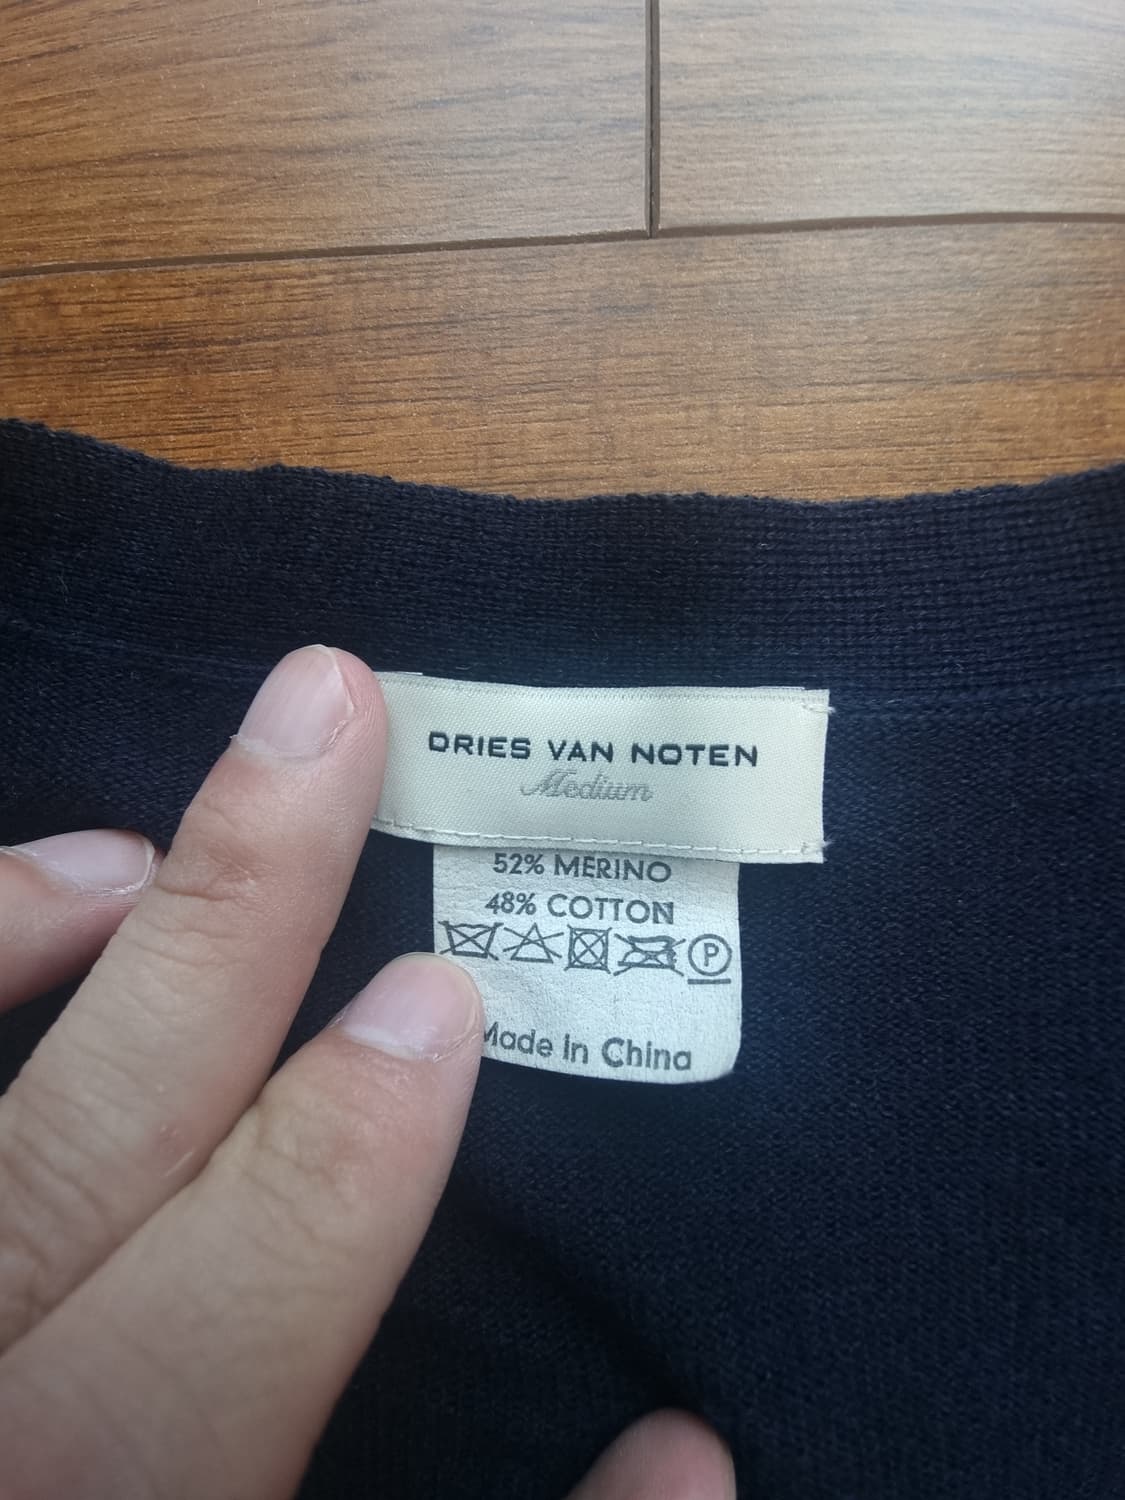 DRIES VAN NOTEN
Medium
52% MERINO
48% COTTON
P
Made In China